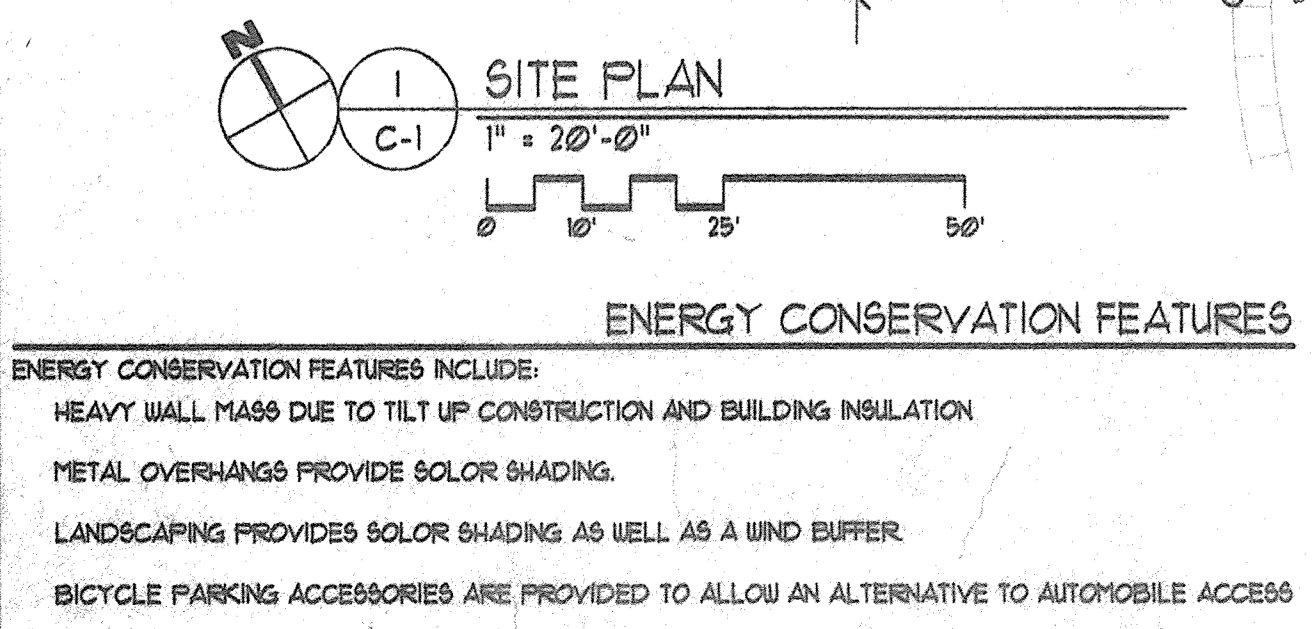 N
1
C-1
SITE PLAN
1" = 20'-0"
0 10' 25' 50'
ENERGY CONSERVATION FEATURES
ENERGY CONSERVATION FEATURES INCLUDE:
HEAVY WALL MASS DUE TO TILT UP CONSTRUCTION AND BUILDING INSULATION
METAL OVERHANGS PROVIDE SOLOR SHADING.
LANDSCAPING PROVIDES SOLOR SHADING AS WELL AS A WIND BUFFER
BICYCLE PARKING ACCESSORIES ARE PROVIDED TO ALLOW AN ALTERNATIVE TO AUTOMOBILE ACCESS